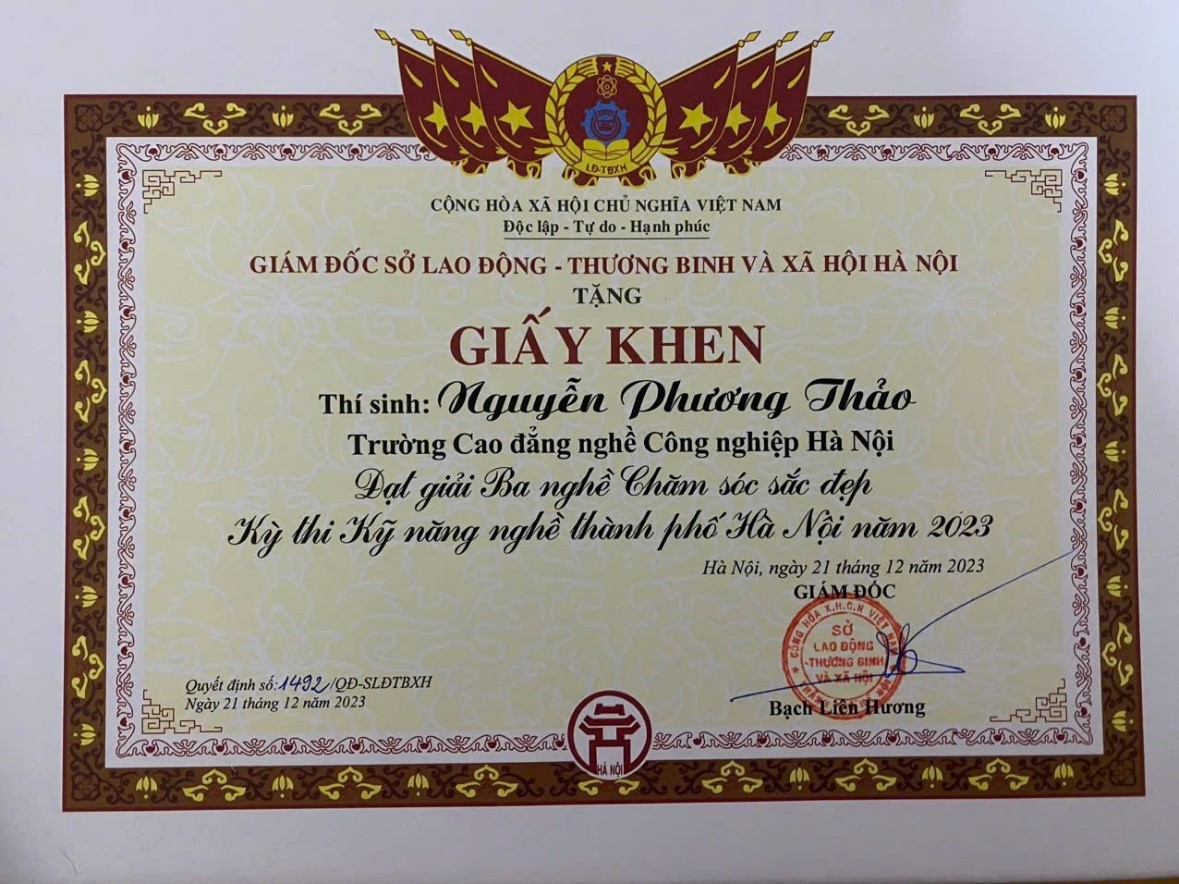 LĐ-TBXH
CỘNG HÒA XÃ HỘI CHỦ NGHĨA VIỆT NAM
Độc lập - Tự do - Hạnh phúc
GIÁM ĐỐC SỞ LAO ĐỘNG - THƯƠNG BINH VÀ XÃ HỘI HÀ NỘI
TẶNG
GIẤY KHEN
Thí sinh: Nguyễn Phương Thảo
Trường Cao đẳng nghề Công nghiệp Hà Nội
Đạt giải Ba nghề Chăm sóc sắc đẹp
Kỳ thi Kỹ năng nghề thành phố Hà Nội năm 2023
Hà Nội, ngày 21 tháng 12 năm 2023
GIÁM ĐỐC
CỘNG HÒA X.H.C.N VIỆT NAM
SỞ
LAO ĐỘNG
-THƯƠNG BINH
VÀ XÃ HỘI
Bạch Liên Hương
Quyết định số: 1492/QĐ-SLĐTBXH
Ngày 21 tháng 12 năm 2023
HÀ NỘI